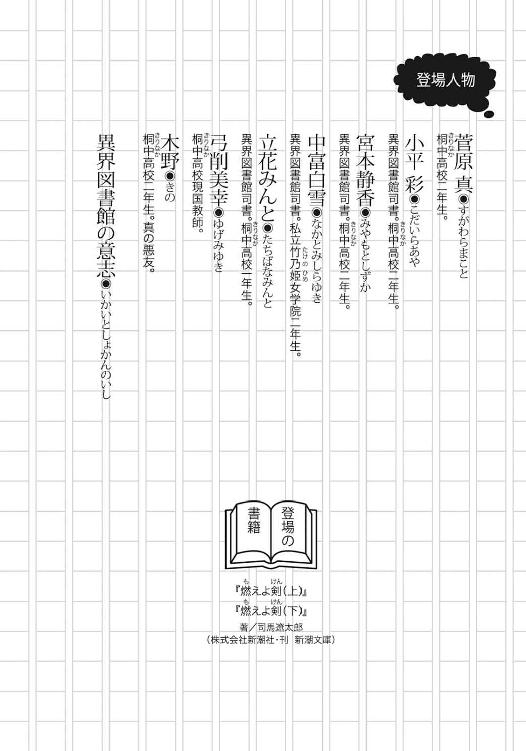 登場人物
菅原 真●すがわらまこと
桐中高校二年生。
小平 彩●こだいらあや
異界図書館司書。桐中高校二年生。
宮本静香●みやもとしずか
異界図書館司書。桐中高校二年生。
中富白雪●なかとみしらゆき
異界図書館司書。私立竹乃姫女学院二年生。
立花みんと●たちばなみんと
異界図書館司書。桐中高校一年生。
弓削美幸●ゆげみゆき
桐中高校現国教師。
木野●きの
桐中高校二年生。真の悪友。
異界図書館の意志●いかいとしょかんのいし
登場の
書籍
『燃えよ剣(上)』
『燃えよ剣(下)』
著/司馬遼太郎
(株式会社新潮社・刊 新潮文庫)